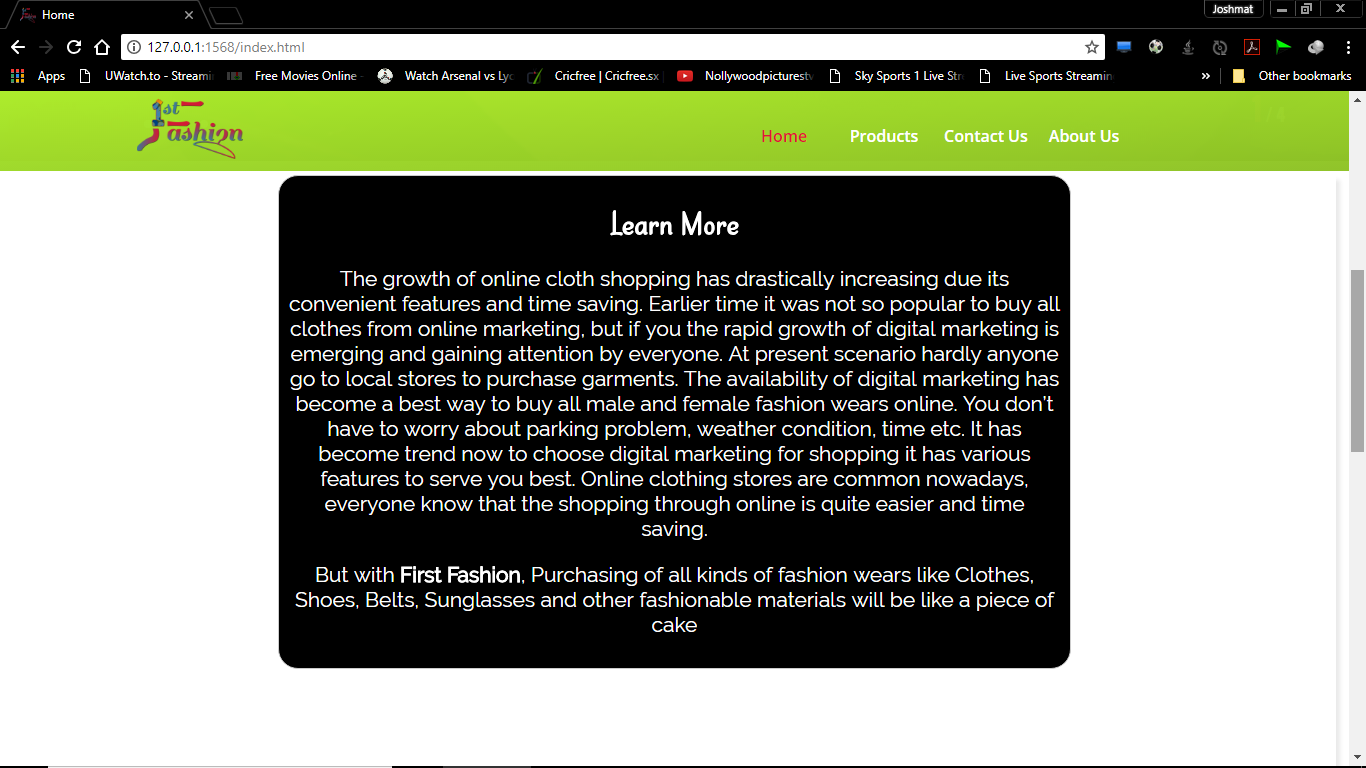 Home
Joshmat
127.0.0.1:1568/index.html
Apps UWatch.to - Streami Free Movies Online - Watch Arsenal vs Lyc Cricfree | Cricfree.sx Nollywoodpicturestv Sky Sports 1 Live Stre Live Sports Streamin » Other bookmarks
1st Fashion
Home Products Contact Us About Us
Learn More
The growth of online cloth shopping has drastically increasing due its
convenient features and time saving. Earlier time it was not so popular to buy all
clothes from online marketing, but if you the rapid growth of digital marketing is
emerging and gaining attention by everyone. At present scenario hardly anyone
go to local stores to purchase garments. The availability of digital marketing has
become a best way to buy all male and female fashion wears online. You don't
have to worry about parking problem, weather condition, time etc. It has
become trend now to choose digital marketing for shopping it has various
features to serve you best. Online clothing stores are common nowadays,
everyone know that the shopping through online is quite easier and time
saving.
But with First Fashion, Purchasing of all kinds of fashion wears like Clothes,
Shoes, Belts, Sunglasses and other fashionable materials will be like a piece of
cake